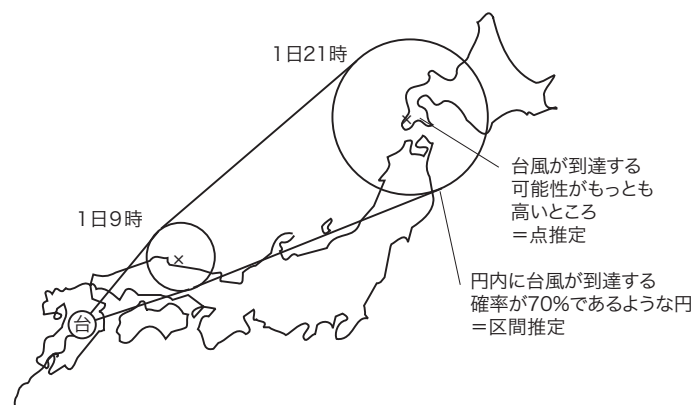 1日21時
台風が到達する
可能性がもっとも
高いところ
＝点推定
1日9時
円内に台風が到達する
確率が70%であるような円
＝区間推定
台